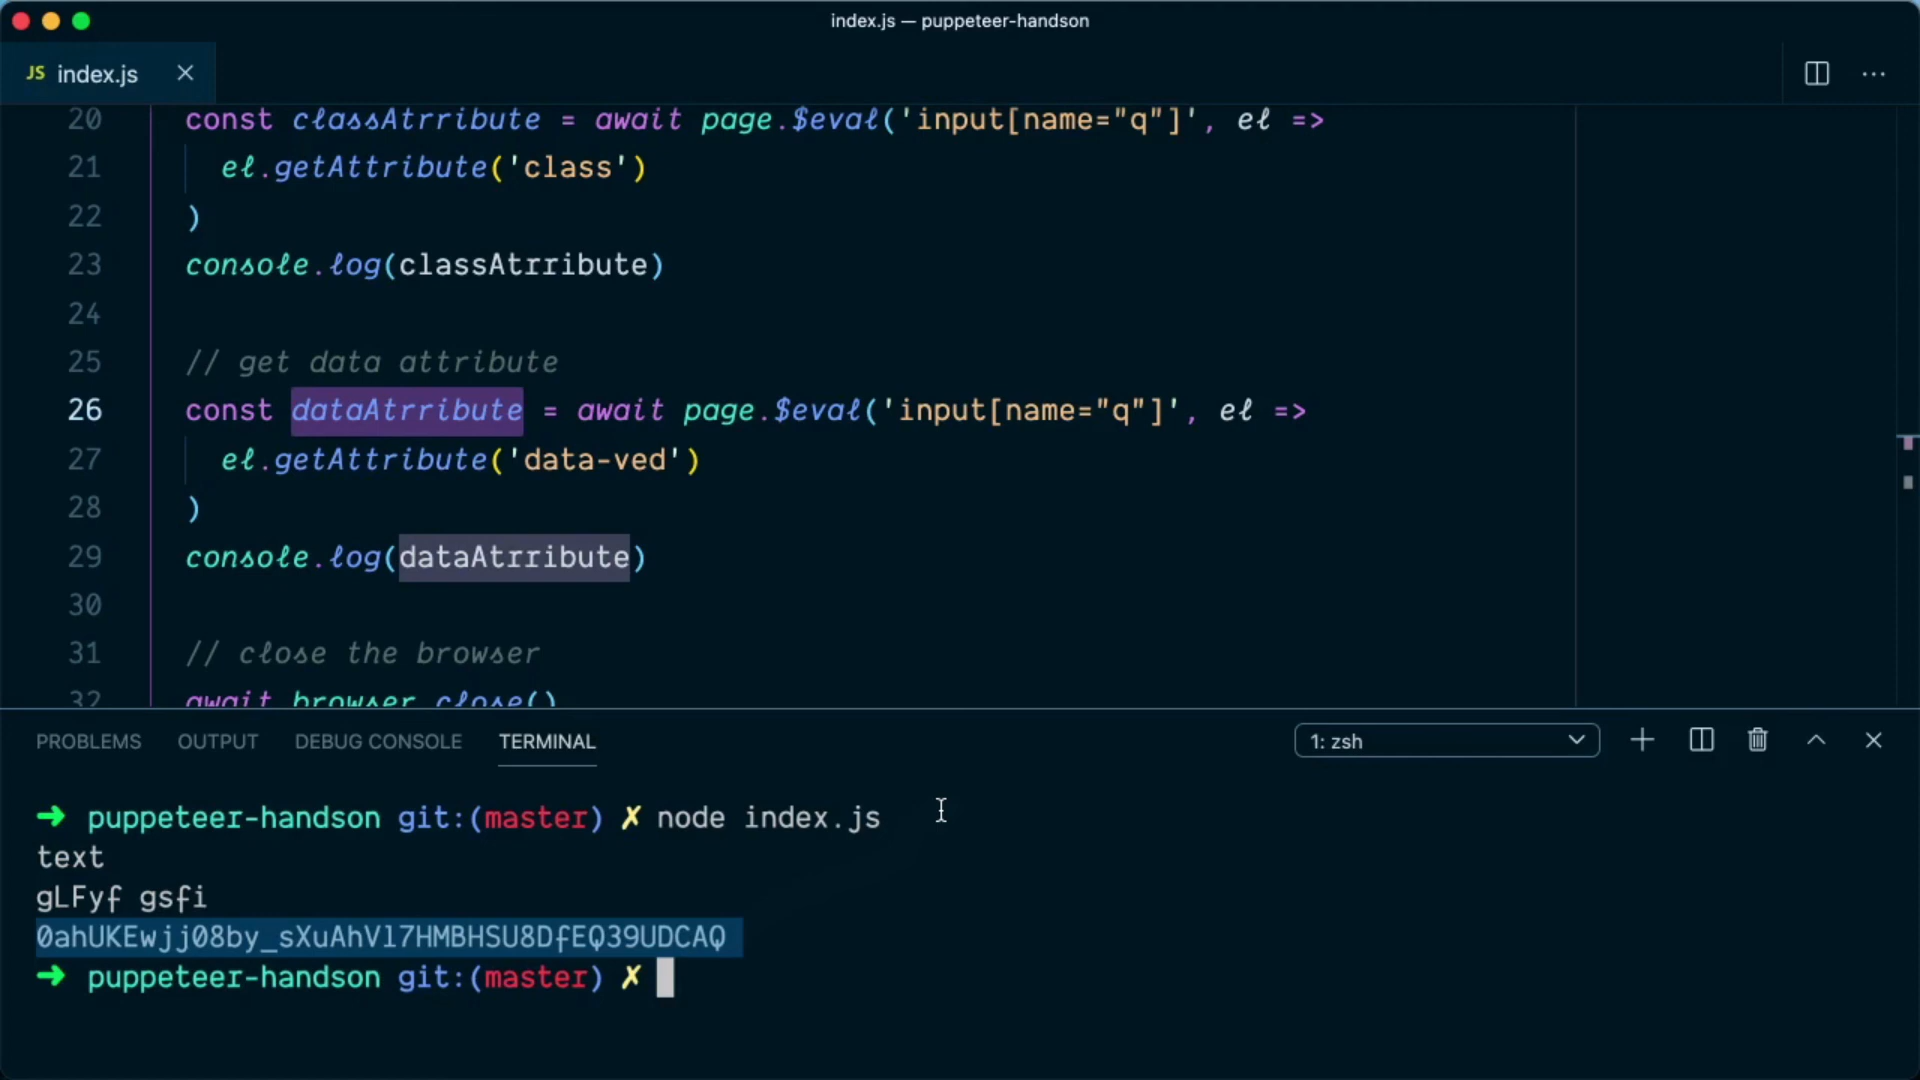 index.js — puppeteer-handson
JS index.js
20 const classAtrribute = await page.$eval('input[name="q"]', el =>
21 el.getAttribute('class')
22 )
23 console.log(classAtrribute)
24
25 // get data attribute
26 const dataAtrribute = await page.$eval('input[name="q"]', el =>
27 el.getAttribute('data-ved')
28 )
29 console.log(dataAtrribute)
30
31 // close the browser
32 await browser.close()
PROBLEMS OUTPUT DEBUG CONSOLE TERMINAL 1: zsh
➜ puppeteer-handson git:(master) ✗ node index.js
text
gLFyf gsfi
0ahUKEwjj08by_sXuAhVl7HMBHSU8DfEQ39UDCAQ
➜ puppeteer-handson git:(master) ✗